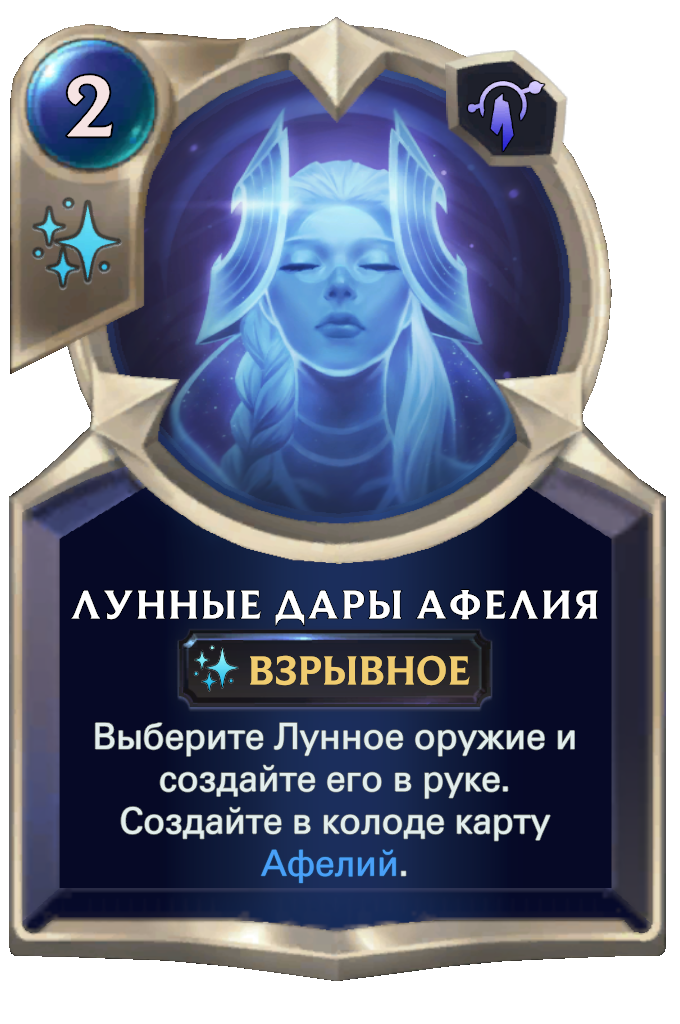 2
ЛУННЫЕ ДАРЫ АФЕЛИЯ
ВЗРЫВНОЕ
Выберите Лунное оружие и
создайте его в руке.
Создайте в колоде карту
Афелий.